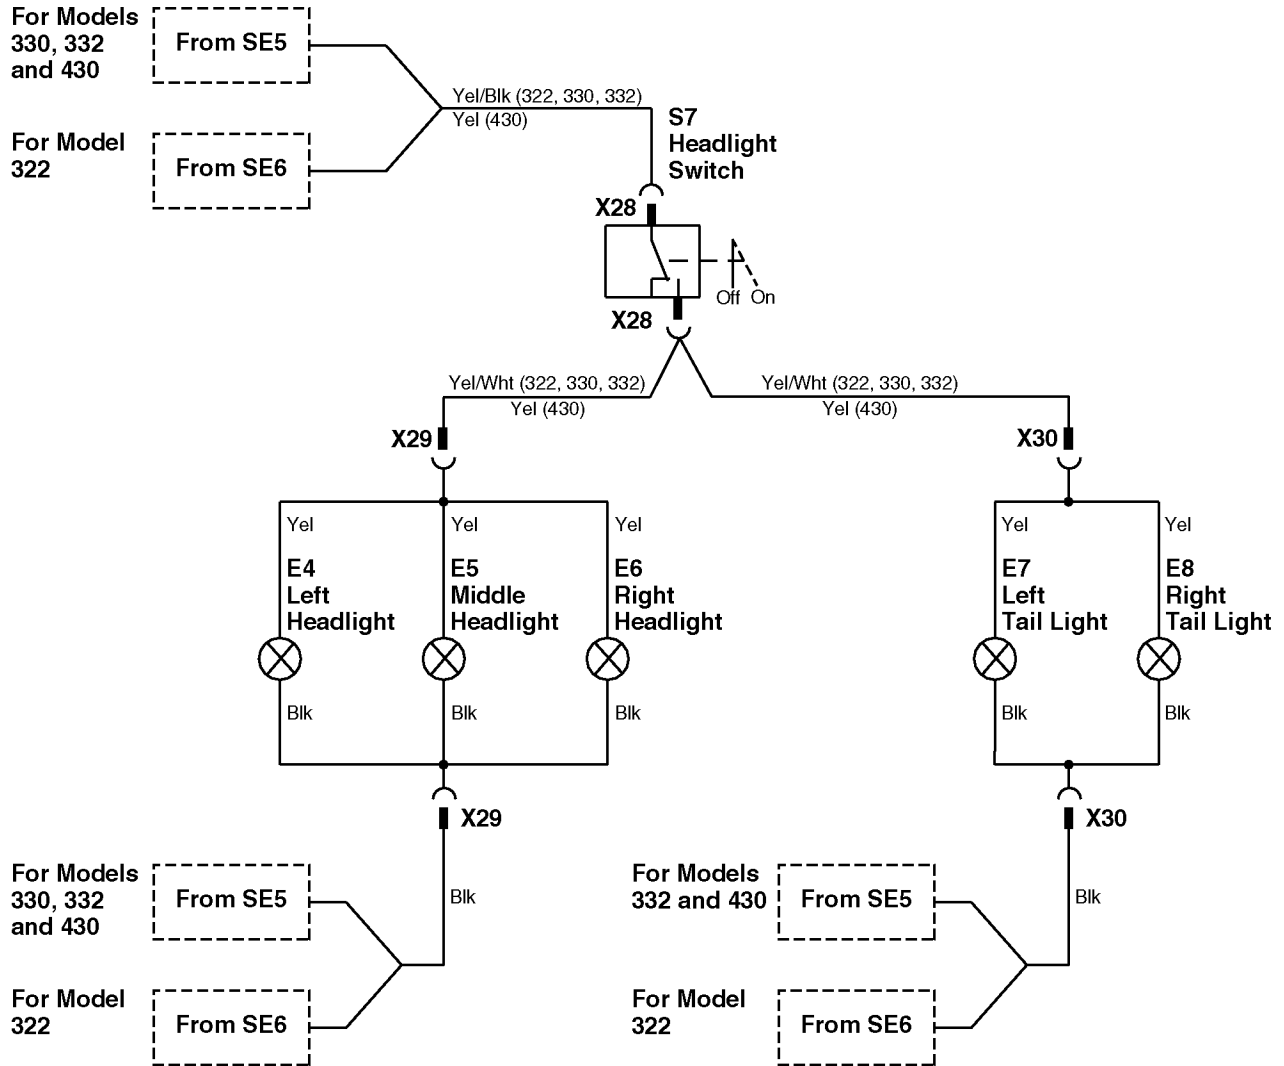 For Models
330, 332
and 430
From SE5
For Model
322
From SE6
Yel/Blk (322, 330, 332)
Yel (430)
S7
Headlight
Switch
X28
Off On
X28
Yel/Wht (322, 330, 332)
Yel (430)
Yel/Wht (322, 330, 332)
Yel (430)
X29
X30
Yel
Yel
Yel
Yel
Yel
E4
Left
Headlight
E5
Middle
Headlight
E6
Right
Headlight
E7
Left
Tail Light
E8
Right
Tail Light
Blk
Blk
Blk
Blk
Blk
X29
X30
For Models
330, 332
and 430
From SE5
Blk
For Model
322
From SE6
For Models
332 and 430
From SE5
Blk
For Model
322
From SE6